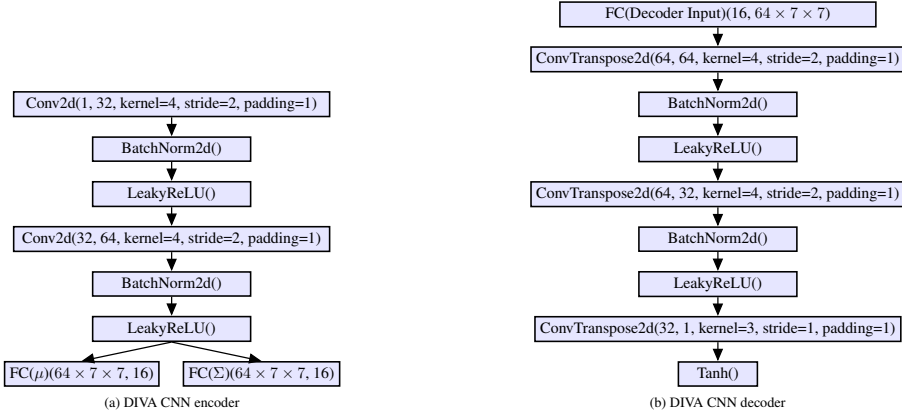 Conv2d(1, 32, kernel=4, stride=2, padding=1)
BatchNorm2d()
LeakyReLU()
Conv2d(32, 64, kernel=4, stride=2, padding=1)
BatchNorm2d()
LeakyReLU()
FC(μ)(64 × 7 × 7, 16)
FC(Σ)(64 × 7 × 7, 16)
(a) DIVA CNN encoder
FC(Decoder Input)(16, 64 × 7 × 7)
ConvTranspose2d(64, 64, kernel=4, stride=2, padding=1)
BatchNorm2d()
LeakyReLU()
ConvTranspose2d(64, 32, kernel=4, stride=2, padding=1)
BatchNorm2d()
LeakyReLU()
ConvTranspose2d(32, 1, kernel=3, stride=1, padding=1)
Tanh()
(b) DIVA CNN decoder